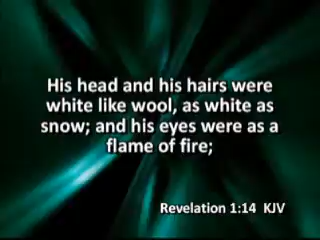 His head and his hairs were
white like wool, as white as
snow; and his eyes were as a
flame of fire;
Revelation 1:14 KJV